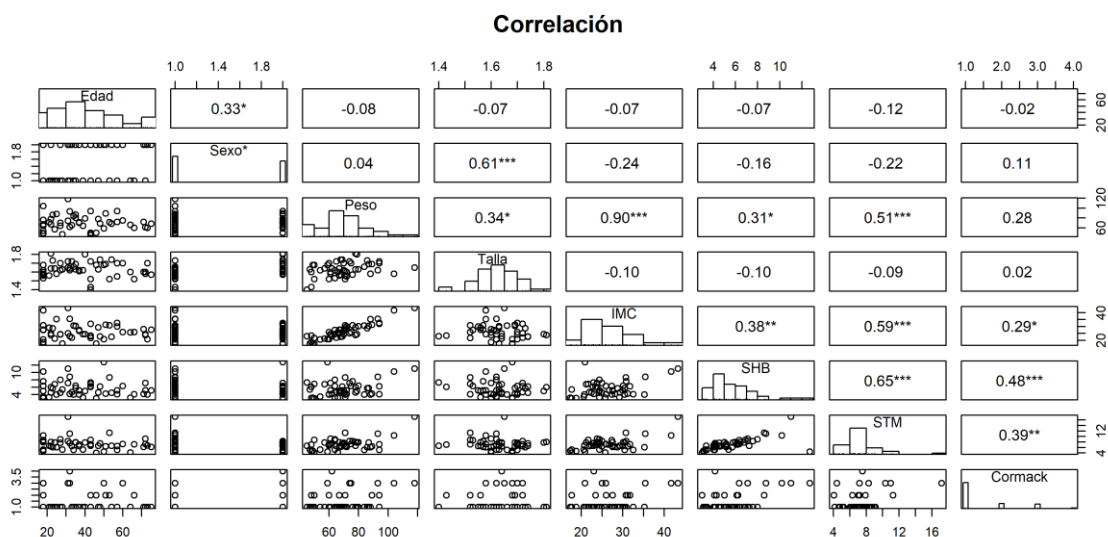 Correlación
1.0 1.4 1.8
1.4 1.6 1.8
4 6 8 10
1.0 2.0 3.0 4.0
Edad 0.33* -0.08 -0.07 -0.07 -0.07 -0.12 -0.02 20 60
1.0 1.8 Sexo* 0.04 0.61*** -0.24 -0.16 -0.22 0.11
Peso 0.34* 0.90*** 0.31* 0.51*** 0.28 60 120
1.4 1.8 Talla -0.10 -0.10 -0.09 0.02
IMC 0.38** 0.59*** 0.29* 20 40
4 10 SHB 0.65*** 0.48***
STM 0.39** 4 12
1.0 3.5 Cormack
20 40 60
60 80 100
20 30 40
4 8 12 16